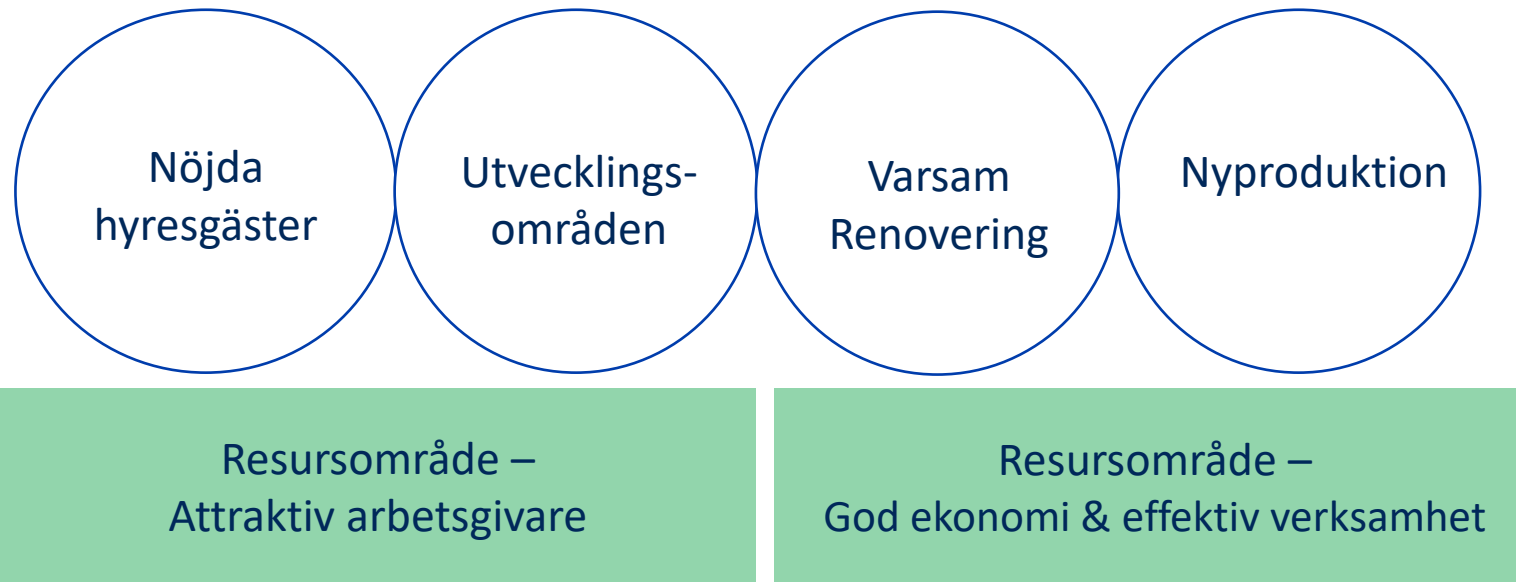 Nöjda
hyresgäster
Utvecklings-
områden
Varsam
Renovering
Nyproduktion
Resursområde –
Attraktiv arbetsgivare
Resursområde –
God ekonomi & effektiv verksamhet